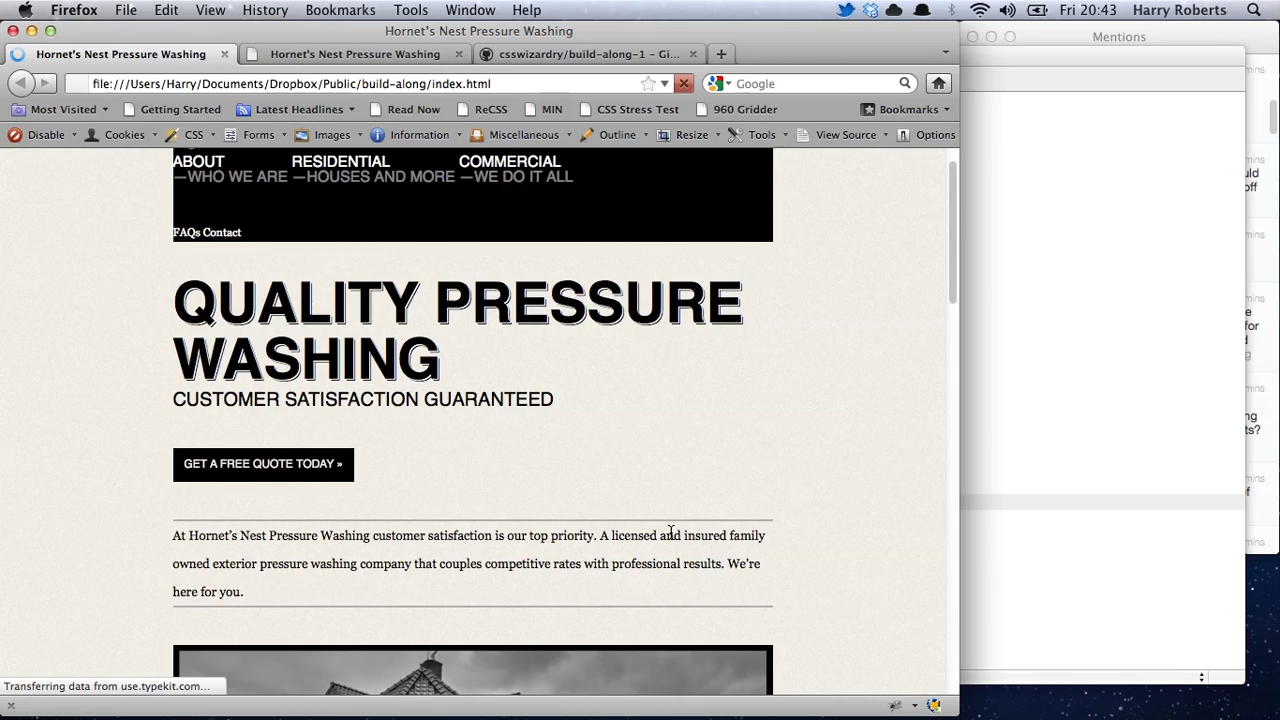 Firefox File Edit View History Bookmarks Tools Window Help Fri 20:43 Harry Roberts
Hornet's Nest Pressure Washing
Mentions
Hornet's Nest Pressure Washing Hornet's Nest Pressure Washing csswizardry/build-along-1 – Gi...
file:///Users/Harry/Documents/Dropbox/Public/build-along/index.html Google
Most Visited Getting Started Latest Headlines Read Now ReCSS MIN CSS Stress Test 960 Gridder Bookmarks
Disable Cookies CSS Forms Images Information Miscellaneous Outline Resize Tools View Source Options
ABOUT RESIDENTIAL COMMERCIAL
—WHO WE ARE —HOUSES AND MORE —WE DO IT ALL
FAQs Contact
QUALITY PRESSURE
WASHING
CUSTOMER SATISFACTION GUARANTEED
GET A FREE QUOTE TODAY »
At Hornet’s Nest Pressure Washing customer satisfaction is our top priority. A licensed and insured family
owned exterior pressure washing company that couples competitive rates with professional results. We’re
here for you.
Transferring data from use.typekit.com...